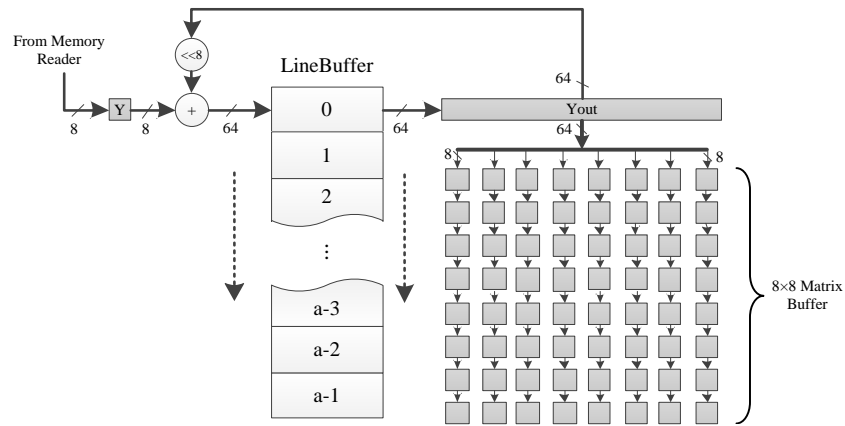 From Memory
Reader
<<8
LineBuffer
64
Y
+
8
8
64
64
Yout
64
0
1
2
⋮
a-3
a-2
a-1
8
8
8×8 Matrix
Buffer